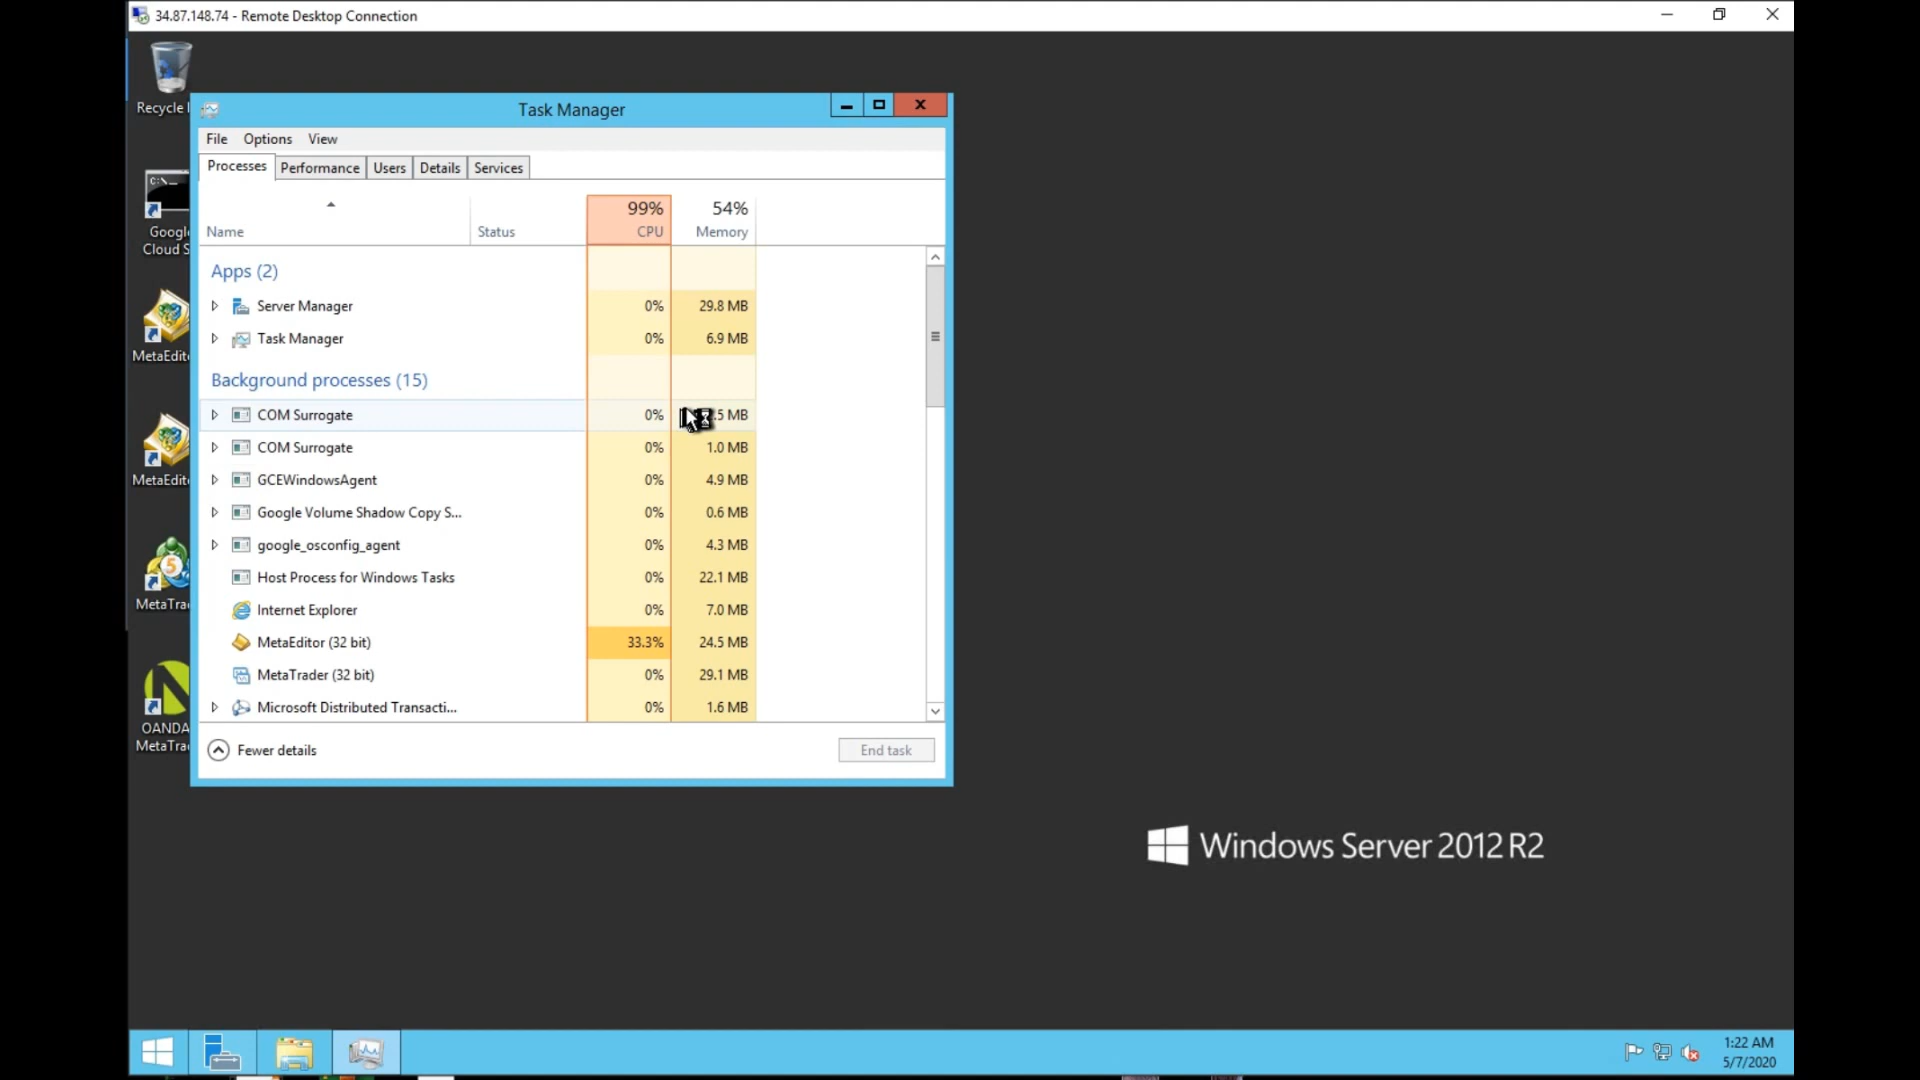 34.87.148.74 - Remote Desktop Connection
Recycle
Task Manager
File Options View
Processes Performance Users Details Services
99% 54%
Name Status CPU Memory
Apps (2)
Server Manager 0% 29.8 MB
Task Manager 0% 6.9 MB
Background processes (15)
COM Surrogate 0% .5 MB
COM Surrogate 0% 1.0 MB
GCEWindowsAgent 0% 4.9 MB
Google Volume Shadow Copy S... 0% 0.6 MB
google_osconfig_agent 0% 4.3 MB
Host Process for Windows Tasks 0% 22.1 MB
Internet Explorer 0% 7.0 MB
MetaEditor (32 bit) 33.3% 24.5 MB
MetaTrader (32 bit) 0% 29.1 MB
Microsoft Distributed Transacti... 0% 1.6 MB
Fewer details End task
C:\
Googl
Cloud S
MetaEdit
MetaEdit
5
MetaTra
OANDA
MetaTra
Windows Server 2012 R2
1:22 AM
5/7/2020